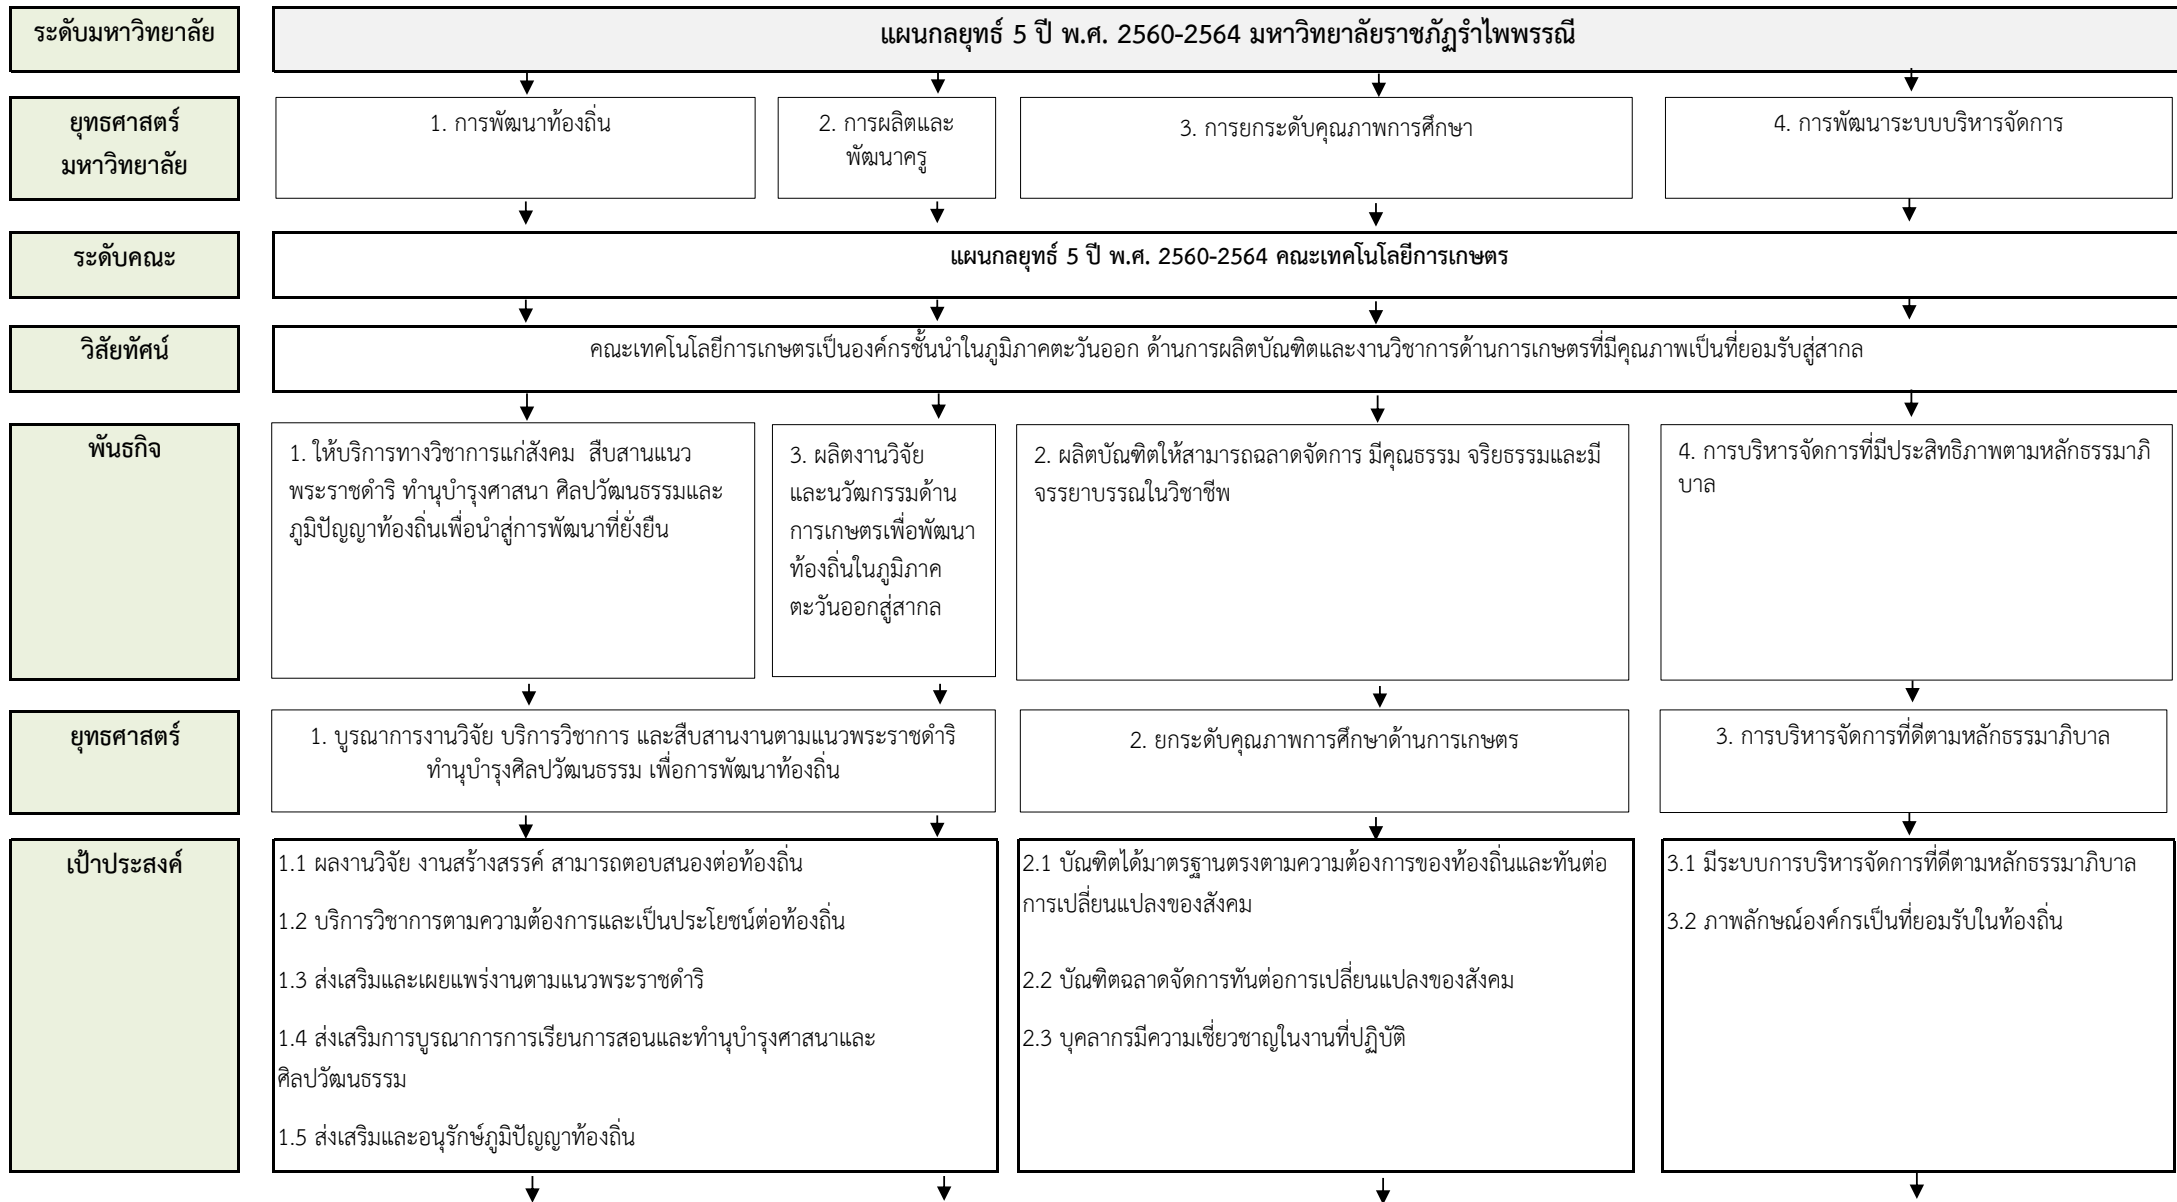 ระดับมหาวิทยาลัย
แผนกลยุทธ์ 5 ปี พ.ศ. 2560-2564 มหาวิทยาลัยราชภัฏรำไพพรรณี
ยุทธศาสตร์
มหาวิทยาลัย
1. การพัฒนาท้องถิ่น
2. การผลิตและ
พัฒนาครู
3. การยกระดับคุณภาพการศึกษา
4. การพัฒนาระบบบริหารจัดการ
ระดับคณะ
แผนกลยุทธ์ 5 ปี พ.ศ. 2560-2564 คณะเทคโนโลยีการเกษตร
วิสัยทัศน์
คณะเทคโนโลยีการเกษตรเป็นองค์กรชั้นนำในภูมิภาคตะวันออก ด้านการผลิตบัณฑิตและงานวิชาการด้านการเกษตรที่มีคุณภาพเป็นที่ยอมรับสู่สากล
พันธกิจ
1. ให้บริการทางวิชาการแก่สังคม สืบสานแนว
พระราชดำริ ทำนุบำรุงศาสนา ศิลปวัฒนธรรมและ
ภูมิปัญญาท้องถิ่นเพื่อนำสู่การพัฒนาที่ยั่งยืน
3. ผลิตงานวิจัย
และนวัตกรรมด้าน
การเกษตรเพื่อพัฒนา
ท้องถิ่นในภูมิภาค
ตะวันออกสู่สากล
2. ผลิตบัณฑิตให้สามารถฉลาดจัดการ มีคุณธรรม จริยธรรมและมี
จรรยาบรรณในวิชาชีพ
4. การบริหารจัดการที่มีประสิทธิภาพตามหลักธรรมาภิ
บาล
ยุทธศาสตร์
1. บูรณาการงานวิจัย บริการวิชาการ และสืบสานงานตามแนวพระราชดำริ
ทำนุบำรุงศิลปวัฒนธรรม เพื่อการพัฒนาท้องถิ่น
2. ยกระดับคุณภาพการศึกษาด้านการเกษตร
3. การบริหารจัดการที่ดีตามหลักธรรมาภิบาล
เป้าประสงค์
1.1 ผลงานวิจัย งานสร้างสรรค์ สามารถตอบสนองต่อท้องถิ่น
1.2 บริการวิชาการตามความต้องการและเป็นประโยชน์ต่อท้องถิ่น
1.3 ส่งเสริมและเผยแพร่งานตามแนวพระราชดำริ
1.4 ส่งเสริมการบูรณาการการเรียนการสอนและทำนุบำรุงศาสนาและ
ศิลปวัฒนธรรม
1.5 ส่งเสริมและอนุรักษ์ภูมิปัญญาท้องถิ่น
2.1 บัณฑิตได้มาตรฐานตรงตามความต้องการของท้องถิ่นและทันต่อ
การเปลี่ยนแปลงของสังคม
2.2 บัณฑิตฉลาดจัดการทันต่อการเปลี่ยนแปลงของสังคม
2.3 บุคลากรมีความเชี่ยวชาญในงานที่ปฏิบัติ
3.1 มีระบบการบริหารจัดการที่ดีตามหลักธรรมาภิบาล
3.2 ภาพลักษณ์องค์กรเป็นที่ยอมรับในท้องถิ่น